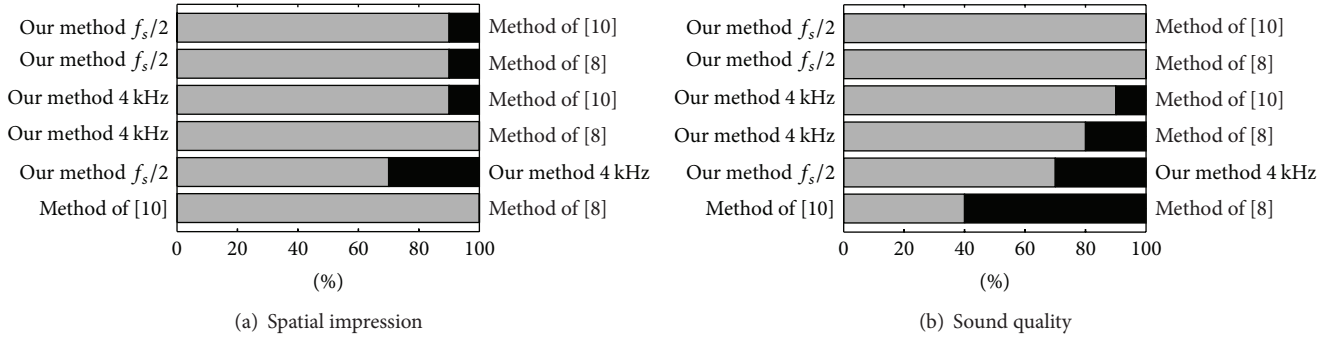 Our method f_s/2 Method of [10]
Our method f_s/2 Method of [8]
Our method 4 kHz Method of [10]
Our method 4 kHz Method of [8]
Our method f_s/2 Our method 4 kHz
Method of [10] Method of [8]
0 20 40 60 80 100
(%)
(a) Spatial impression
Our method f_s/2 Method of [10]
Our method f_s/2 Method of [8]
Our method 4 kHz Method of [10]
Our method 4 kHz Method of [8]
Our method f_s/2 Our method 4 kHz
Method of [10] Method of [8]
0 20 40 60 80 100
(%)
(b) Sound quality